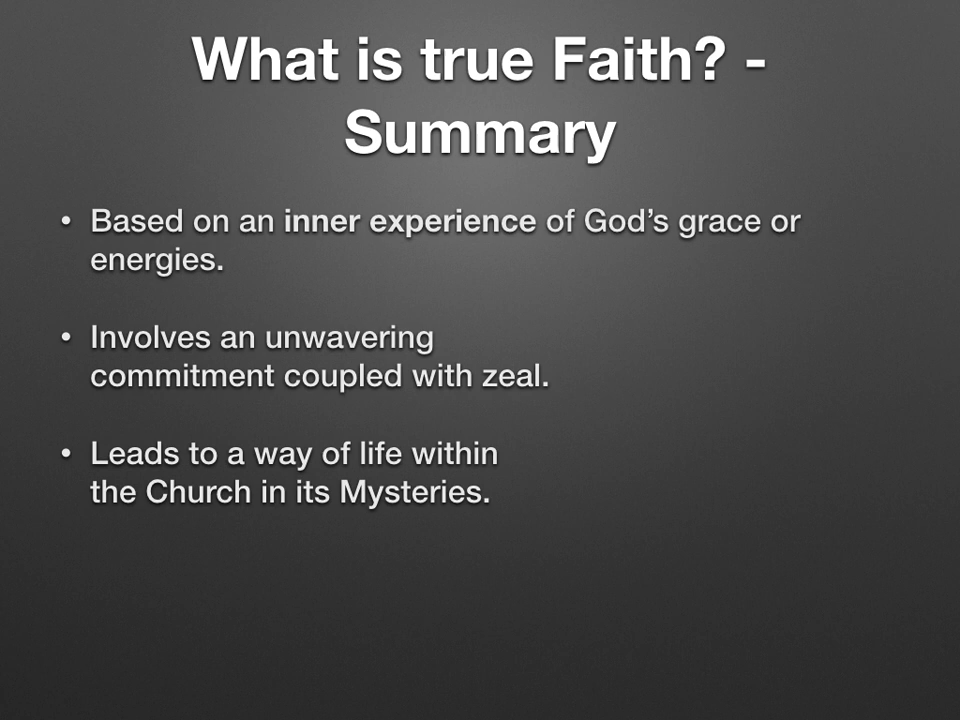 What is true Faith? -
Summary
• Based on an inner experience of God’s grace or
energies.
• Involves an unwavering
commitment coupled with zeal.
• Leads to a way of life within
the Church in its Mysteries.